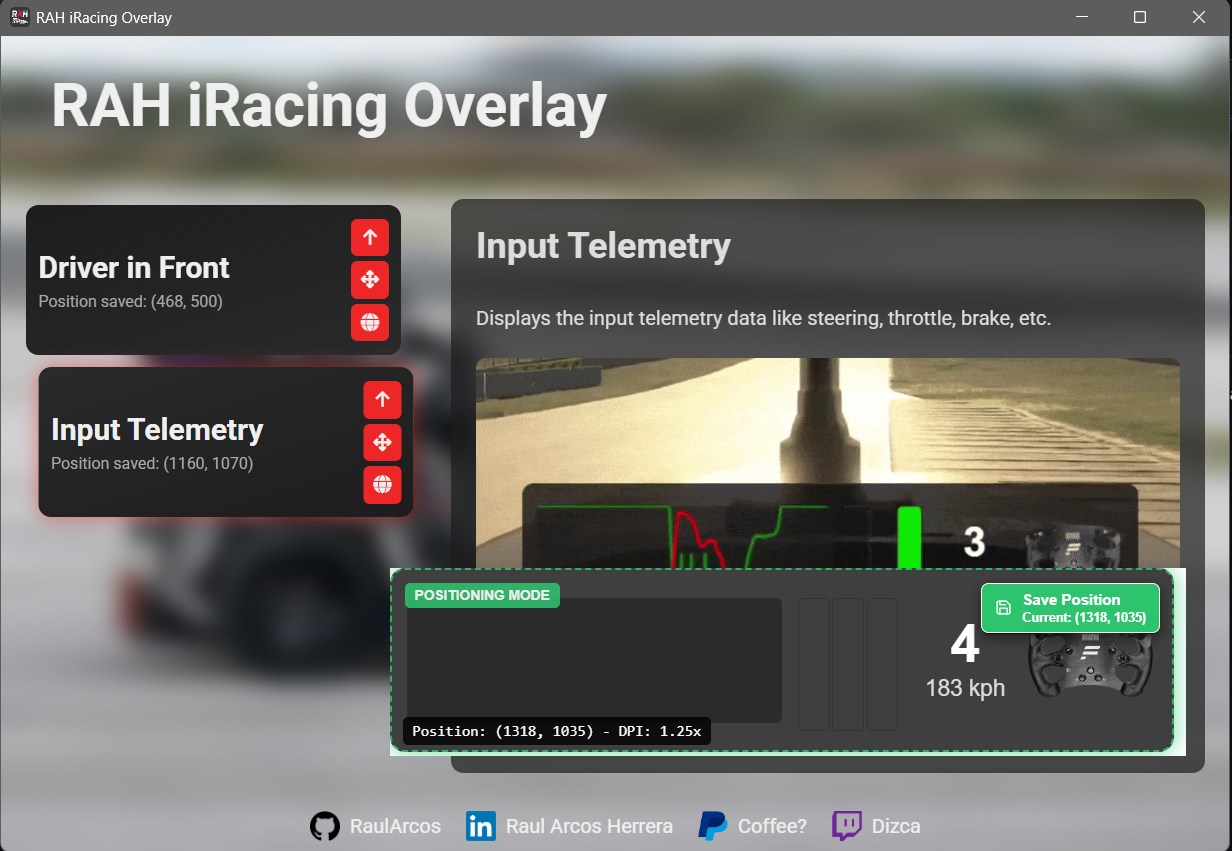 RAH iRacing Overlay
RAH iRacing Overlay
Driver in Front
Position saved: (468, 500)
Input Telemetry
Position saved: (1160, 1070)
Input Telemetry
Displays the input telemetry data like steering, throttle, brake, etc.
3
POSITIONING MODE
Save Position
Current: (1318, 1035)
4
183 kph
Position: (1318, 1035) - DPI: 1.25x
RaulArcos
Raul Arcos Herrera
Coffee?
Dizca